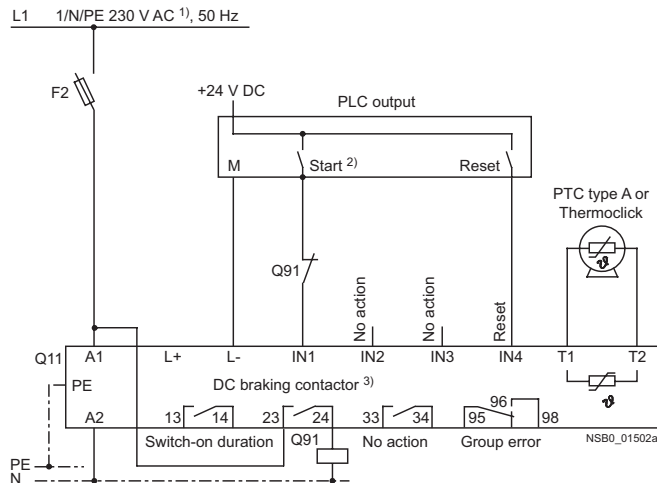 L1 1/N/PE 230 V AC 1), 50 Hz
F2
+24 V DC
PLC output
M
Start 2)
Reset
PTC type A or
Thermoclick
ϑ
Q91
No action
No action
Reset
Q11
A1
L+
L-
IN1
IN2
IN3
IN4
T1
T2
PE
DC braking contactor 3)
ϑ
A2
13
14
23
24
33
34
95
96
98
Switch-on duration
Q91
No action
Group error
NSB0_01502a
PE
N